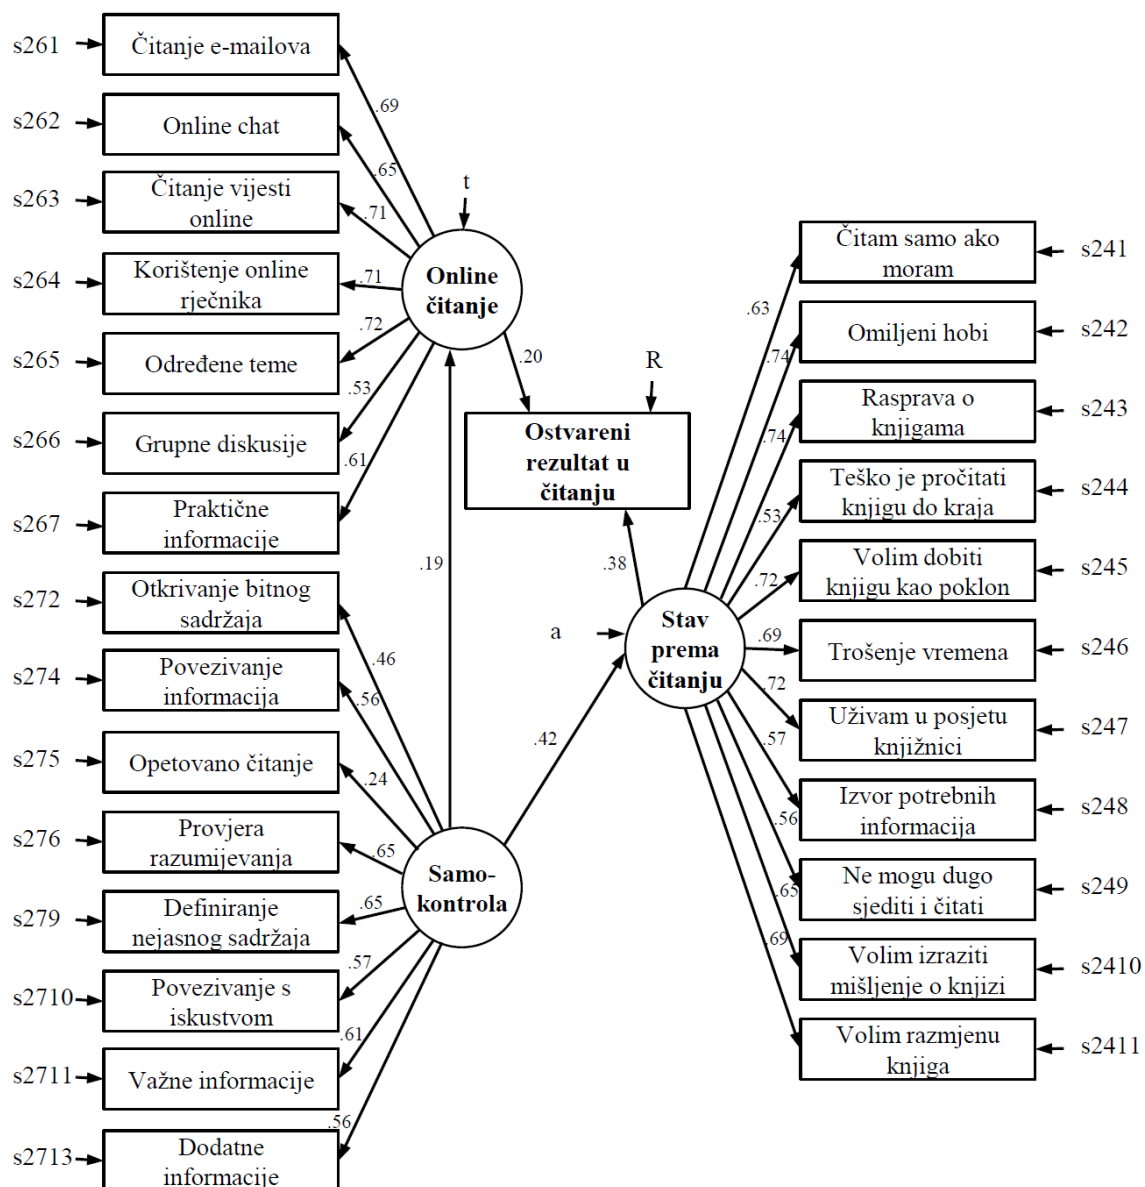 s261
Čitanje e-mailova
.69
s262
Online chat
.65
s263
Čitanje vijesti
online
.71
t
s264
Korištenje online
rječnika
.71
Online
čitanje
s265
Određene teme
.72
.20
s266
Grupne diskusije
.53
s267
Praktične
informacije
.61
R
Ostvareni
rezultat u
čitanju
.19
.38
s272
Otkrivanje bitnog
sadržaja
.46
s274
Povezivanje
informacija
.56
s275
Opetovano čitanje
.24
s276
Provjera
razumijevanja
.65
Samo-
kontrola
s279
Definiranje
nejasnog sadržaja
.65
s2710
Povezivanje s
iskustvom
.57
s2711
Važne informacije
.61
s2713
Dodatne
informacije
.56
.42
a
Stav
prema
čitanju
.63
Čitam samo ako
moram
s241
.74
Omiljeni hobi
s242
.74
Rasprava o
knjigama
s243
.53
Teško je pročitati
knjigu do kraja
s244
.72
Volim dobiti
knjigu kao poklon
s245
.69
Trošenje vremena
s246
.72
Uživam u posjetu
knjižnici
s247
.57
Izvor potrebnih
informacija
s248
.56
Ne mogu dugo
sjediti i čitati
s249
.65
Volim izraziti
mišljenje o knjizi
s2410
.69
Volim razmjenu
knjiga
s2411